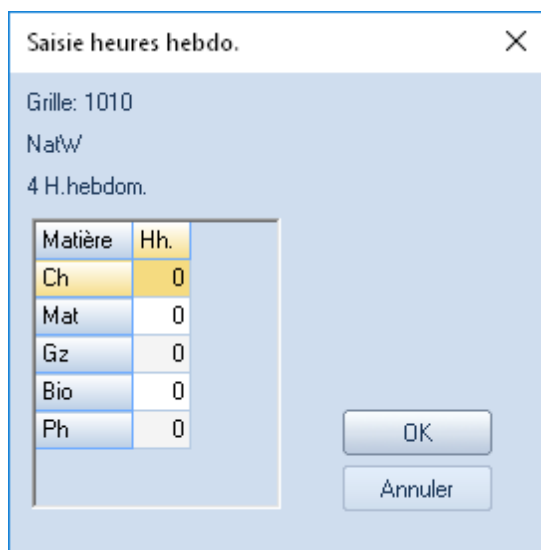 Saisie heures hebdo.
Grille: 1010
NatW
4 H.hebdom.
Matière Hh.
Ch 0
Mat 0
Gz 0
Bio 0
Ph 0
OK
Annuler